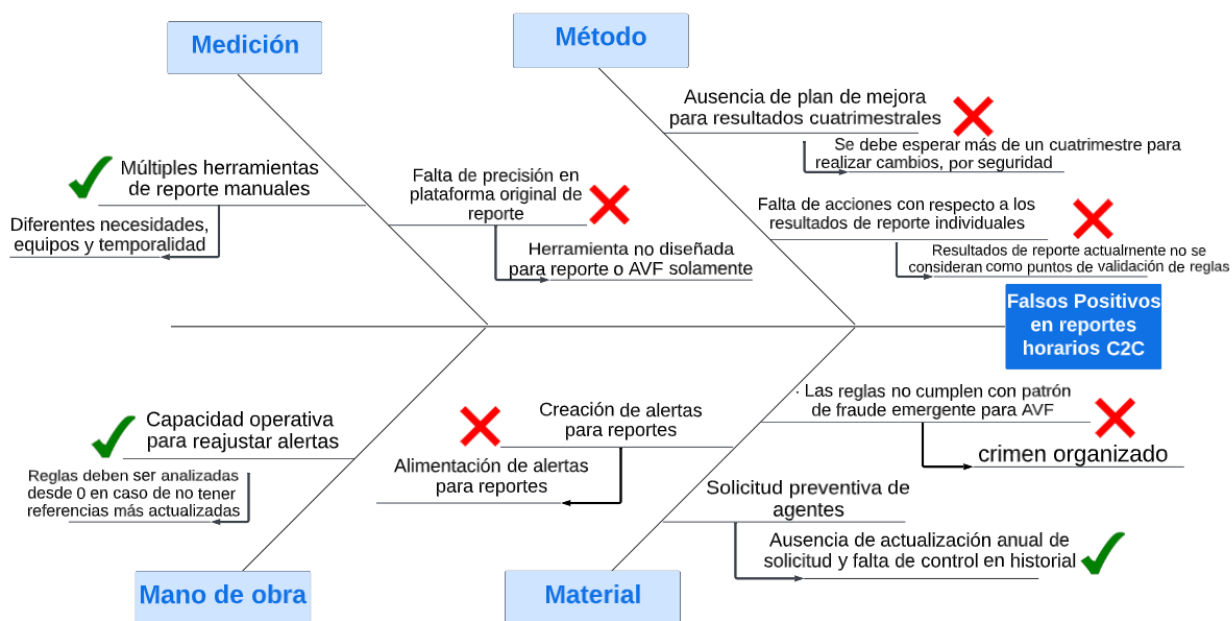 Medición
Método
Ausencia de plan de mejora
para resultados cuatrimestrales
Se debe esperar más de un cuatrimestre para
realizar cambios, por seguridad
Múltiples herramientas
de reporte manuales
Diferentes necesidades,
equipos y temporalidad
Falta de precisión en
plataforma original de
reporte
Herramienta no diseñada
para reporte o AVF solamente
Falta de acciones con respecto a los
resultados de reporte individuales
Resultados de reporte actualmente no se
consideran como puntos de validación de reglas
Falsos Positivos
en reportes
horarios C2C
Capacidad operativa
para reajustar alertas
Reglas deben ser analizadas
desde 0 en caso de no tener
referencias más actualizadas
Creación de alertas
para reportes
Alimentación de alertas
para reportes
· Las reglas no cumplen con patrón
de fraude emergente para AVF
crimen organizado
Solicitud preventiva de
agentes
Ausencia de actualización anual de
solicitud y falta de control en historial
Mano de obra
Material